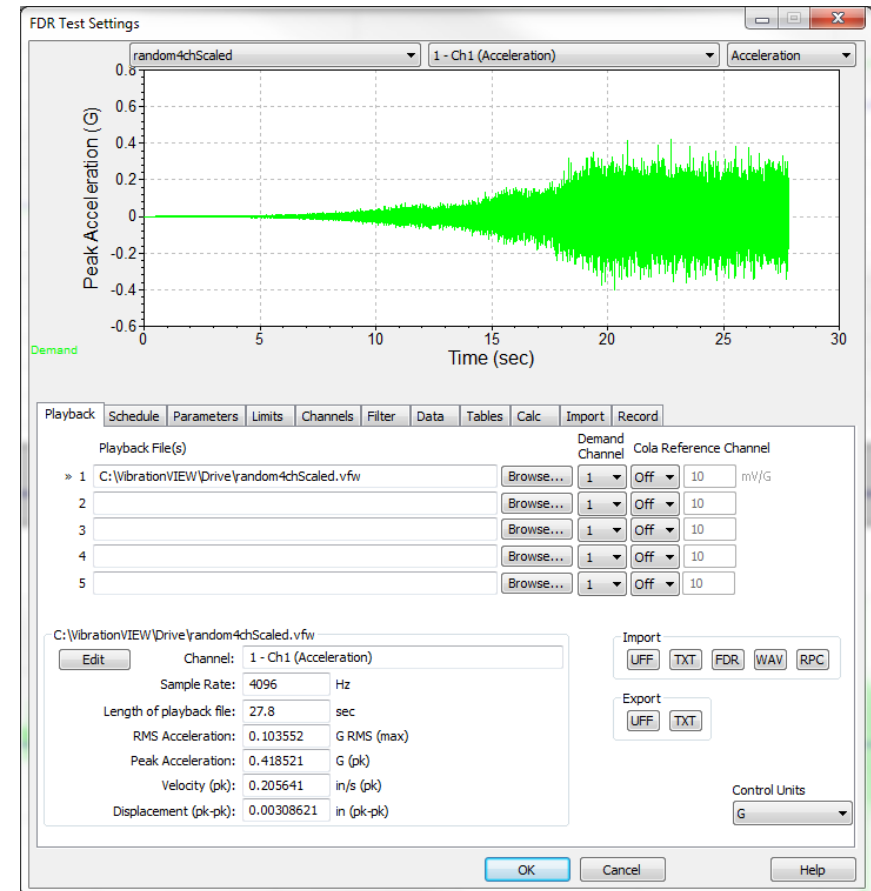 FDR Test Settings
random4chScaled 1 - Ch1 (Acceleration) Acceleration
Peak Acceleration (G)
0.8
0.6
0.4
0.2
0
-0.2
-0.4
-0.6
0 5 10 15 20 25 30
Demand
Time (sec)
Playback Schedule Parameters Limits Channels Filter Data Tables Calc Import Record
Playback File(s) Demand Channel Cola Reference Channel
» 1 C:\VibrationVIEW\Drive\random4chScaled.vfw Browse... 1 Off 10 mV/G
2 Browse... 1 Off 10
3 Browse... 1 Off 10
4 Browse... 1 Off 10
5 Browse... 1 Off 10
C:\VibrationVIEW\Drive\random4chScaled.vfw
Edit Channel: 1 - Ch1 (Acceleration)
Sample Rate: 4096 Hz
Length of playback file: 27.8 sec
RMS Acceleration: 0.103552 G RMS (max)
Peak Acceleration: 0.418521 G (pk)
Velocity (pk): 0.205641 in/s (pk)
Displacement (pk-pk): 0.00308621 in (pk-pk)
Import
UFF TXT FDR WAV RPC
Export
UFF TXT
Control Units
G
OK Cancel Help